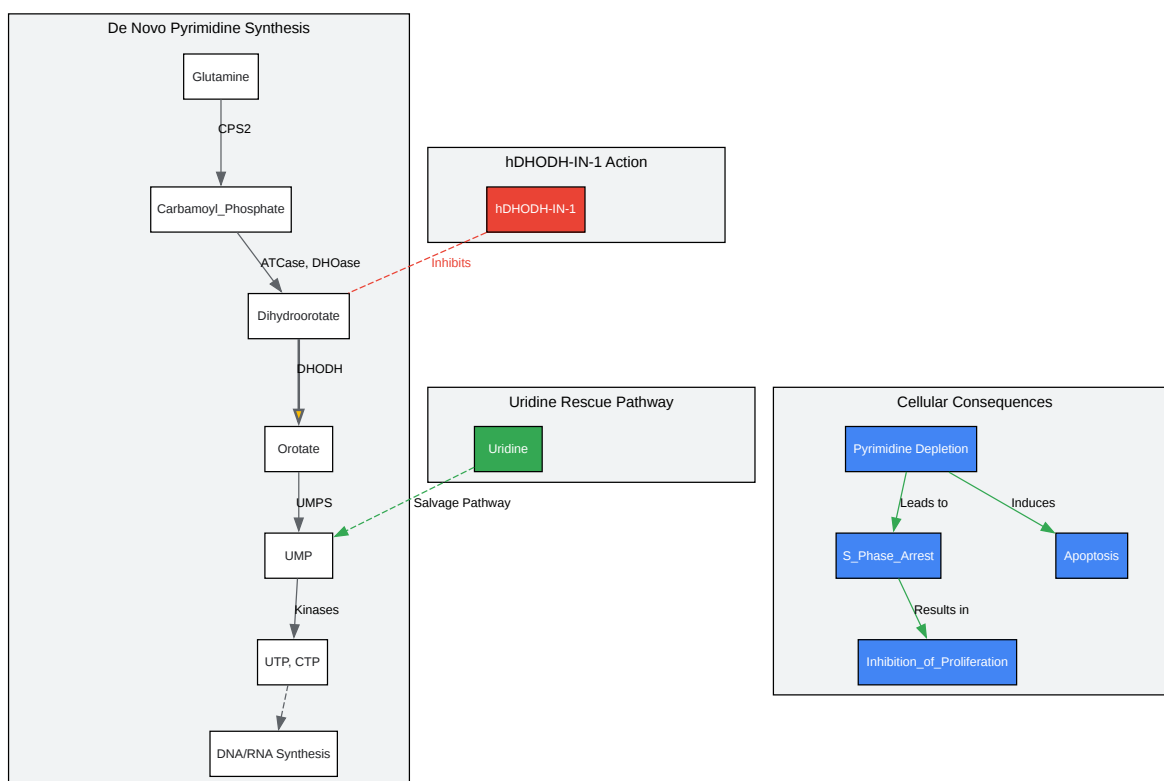 De Novo Pyrimidine Synthesis
Glutamine
CPS2
Carbamoyl_Phosphate
ATCase, DHOase
Dihydroorotate
DHODH
Orotate
UMPS
UMP
Kinases
UTP, CTP
DNA/RNA Synthesis
hDHODH-IN-1 Action
hDHODH-IN-1
Inhibits
Uridine Rescue Pathway
Uridine
Salvage Pathway
Cellular Consequences
Pyrimidine Depletion
Leads to
Induces
S_Phase_Arrest
Apoptosis
Results in
Inhibition_of_Proliferation